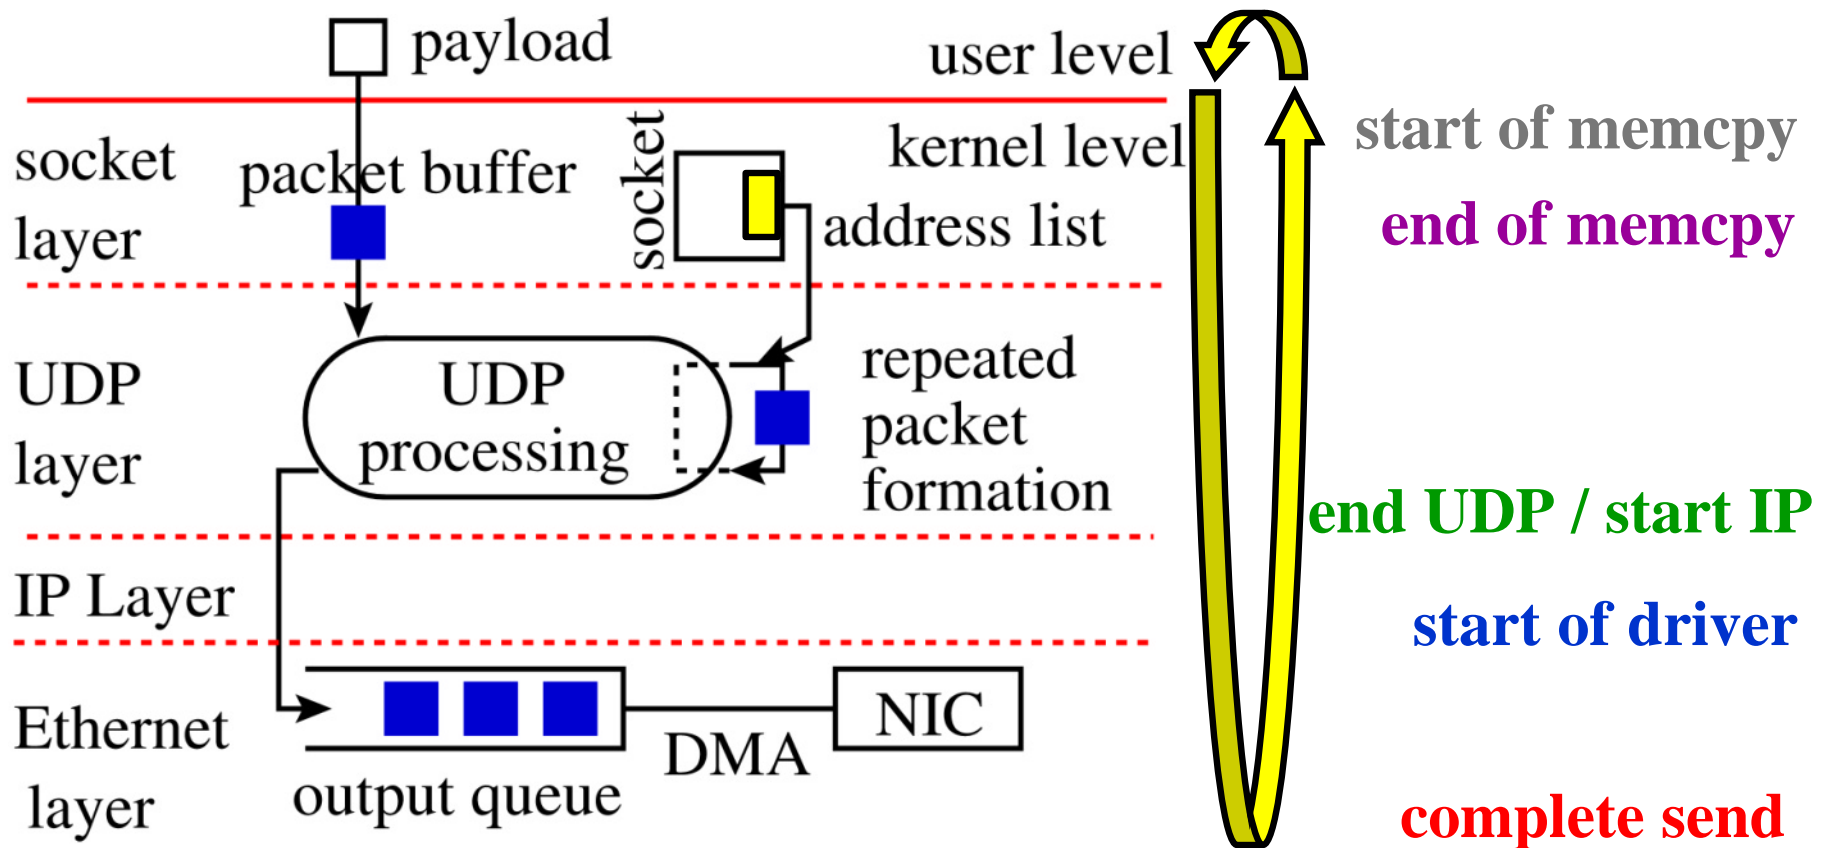 payload
user level
kernel level
start of memcpy
socket
layer
packet buffer
socket
address list
end of memcpy
UDP
layer
UDP
processing
repeated
packet
formation
end UDP / start IP
IP Layer
start of driver
Ethernet
layer
output queue
DMA
NIC
complete send